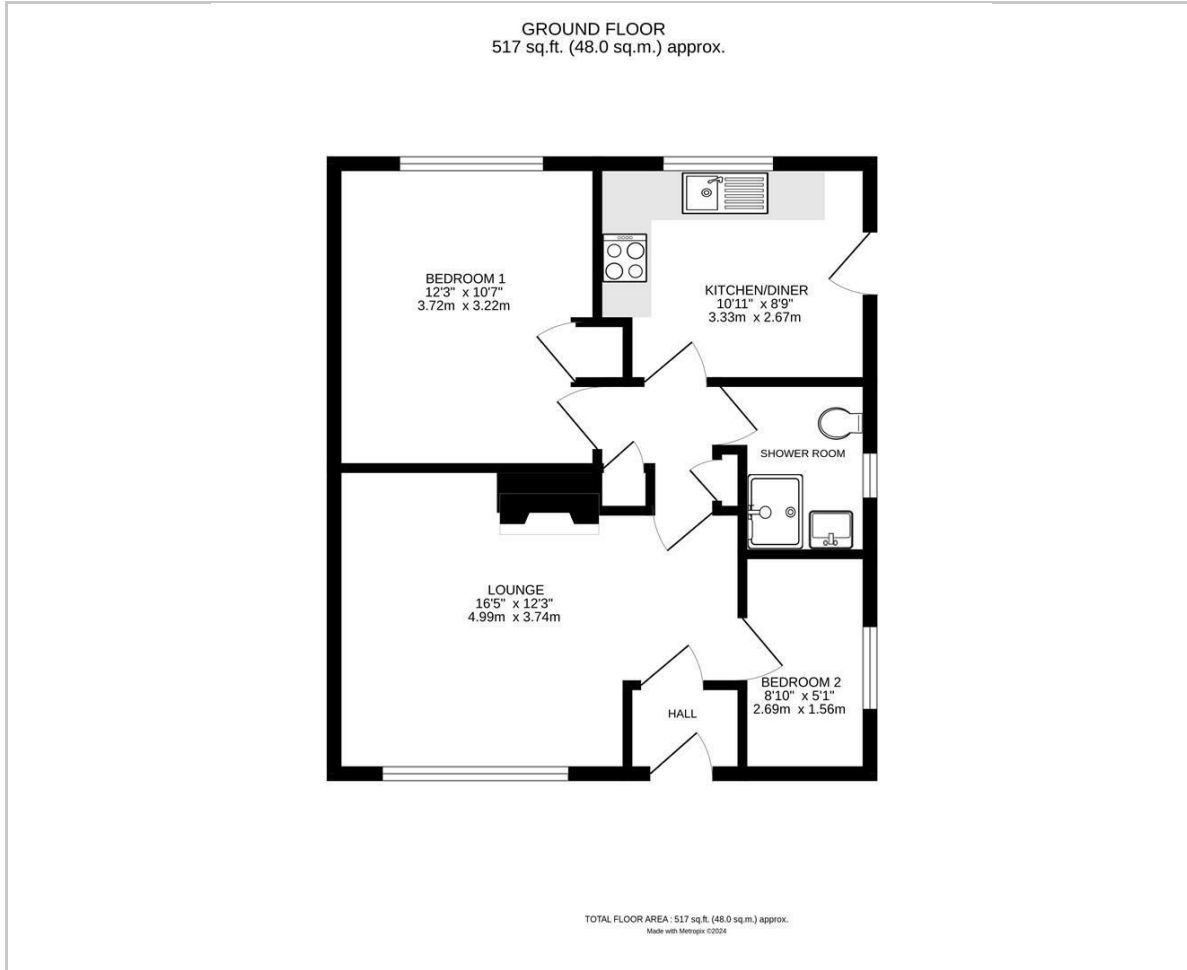 GROUND FLOOR
517 sq.ft. (48.0 sq.m.) approx.
BEDROOM 1
12'3" x 10'7"
3.72m x 3.22m
KITCHEN/DINER
10'11" x 8'9"
3.33m x 2.67m
SHOWER ROOM
LOUNGE
16'5" x 12'3"
4.99m x 3.74m
BEDROOM 2
8'10" x 5'1"
2.69m x 1.56m
HALL
TOTAL FLOOR AREA : 517 sq.ft. (48.0 sq.m.) approx.
Made with Metropix ©2024